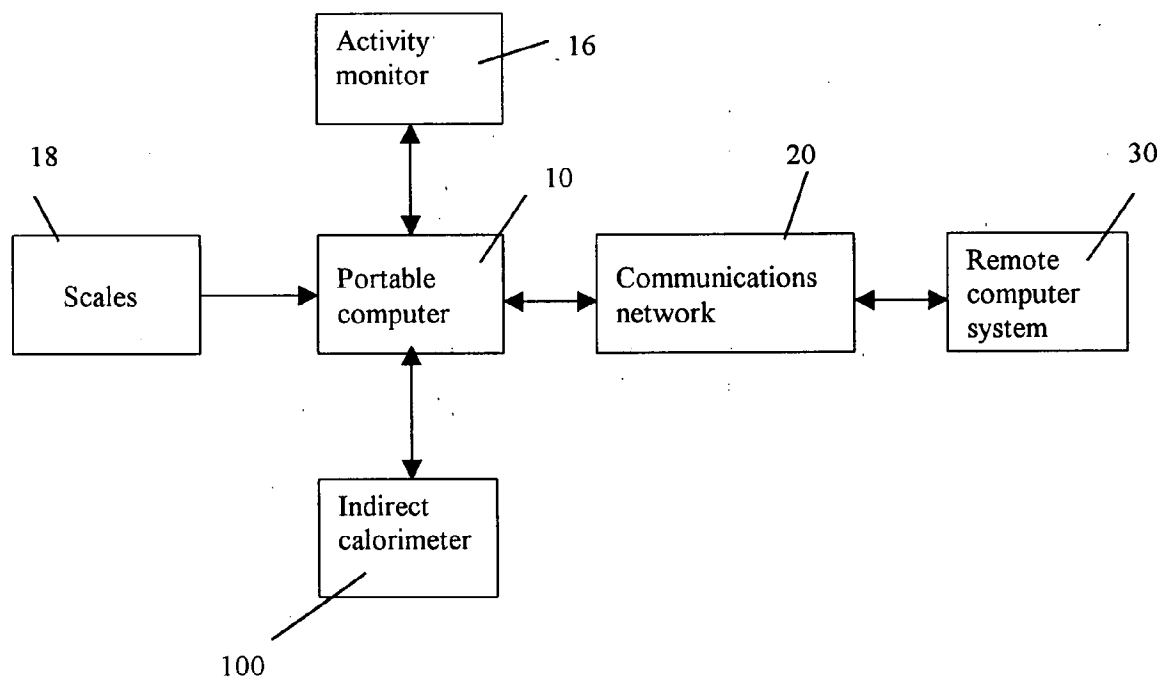 Activity
monitor
16
18
10
20
30
Scales
Portable
computer
Communications
network
Remote
computer
system
Indirect
calorimeter
100